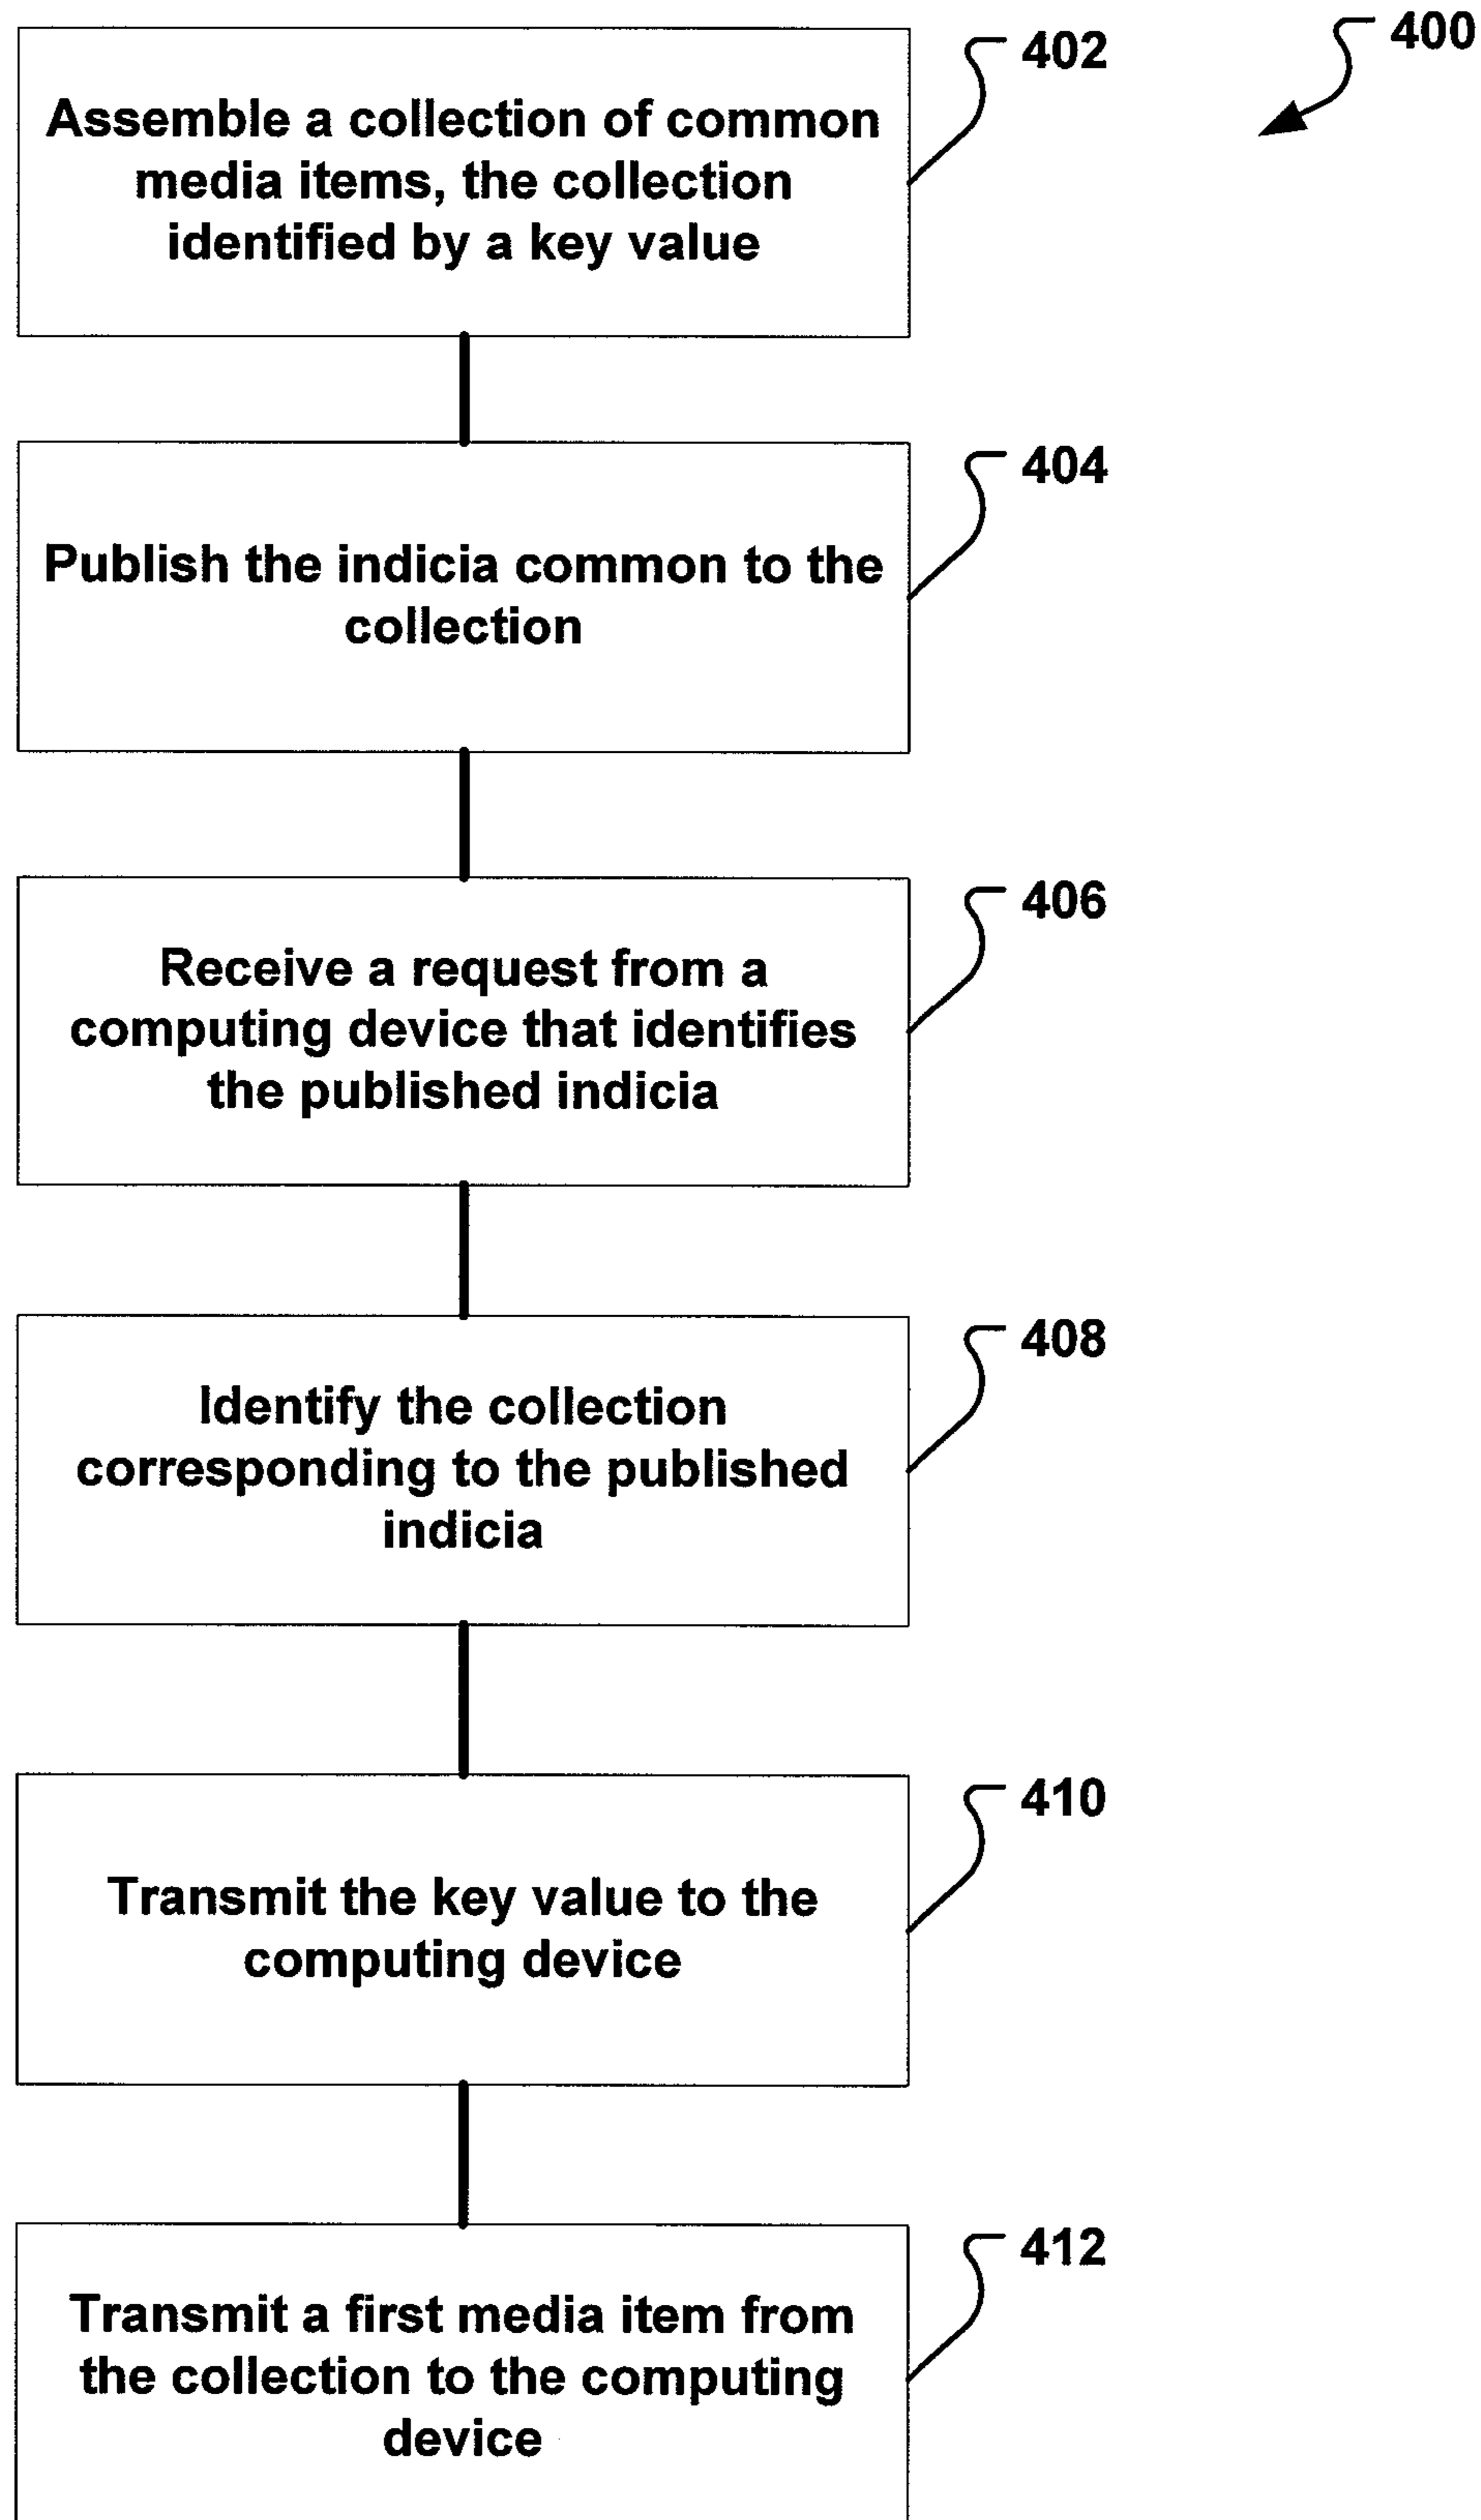 400
402
Assemble a collection of common
media items, the collection
identified by a key value
404
Publish the indicia common to the
collection
406
Receive a request from a
computing device that identifies
the published indicia
408
Identify the collection
corresponding to the published
indicia
410
Transmit the key value to the
computing device
412
Transmit a first media item from
the collection to the computing
device